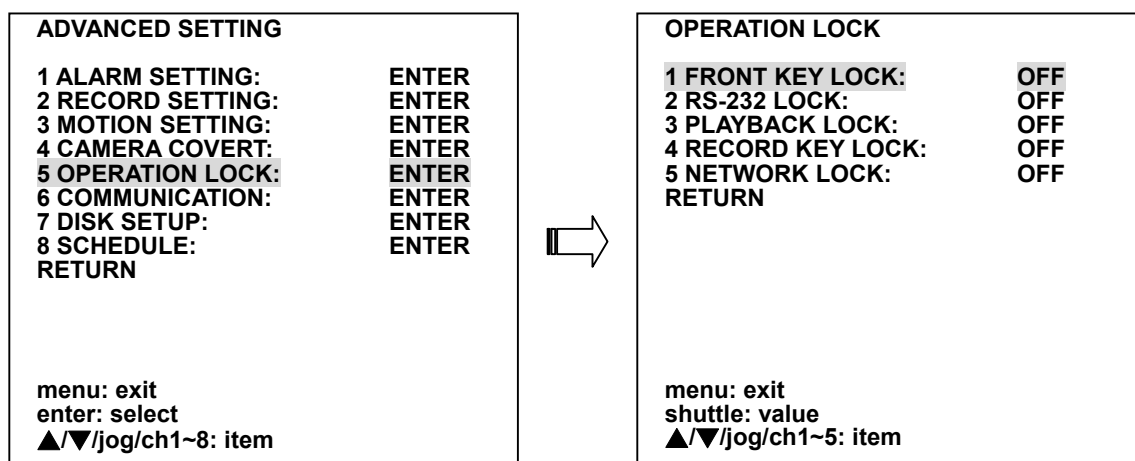 ADVANCED SETTING
1 ALARM SETTING: ENTER
2 RECORD SETTING: ENTER
3 MOTION SETTING: ENTER
4 CAMERA COVERT: ENTER
5 OPERATION LOCK: ENTER
6 COMMUNICATION: ENTER
7 DISK SETUP: ENTER
8 SCHEDULE: ENTER
RETURN
menu: exit
enter: select
▲/▼/jog/ch1~8: item
OPERATION LOCK
1 FRONT KEY LOCK: OFF
2 RS-232 LOCK: OFF
3 PLAYBACK LOCK: OFF
4 RECORD KEY LOCK: OFF
5 NETWORK LOCK: OFF
RETURN
menu: exit
shuttle: value
▲/▼/jog/ch1~5: item